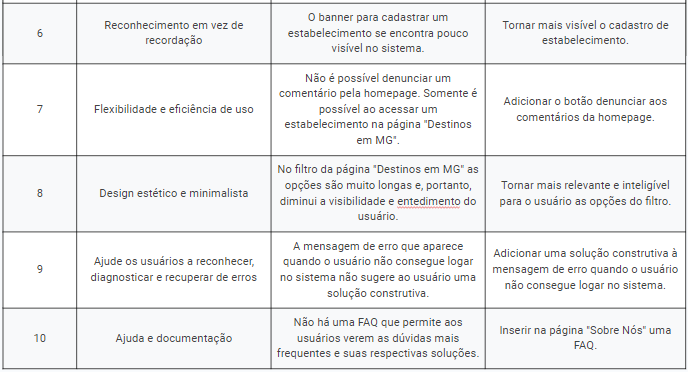 6
Reconhecimento em vez de
recordação
O banner para cadastrar um
estabelecimento se encontra pouco
visível no sistema.
Tornar mais visível o cadastro de
estabelecimento.
7
Flexibilidade e eficiência de uso
Não é possível denunciar um
comentário pela homepage. Somente é
possível ao acessar um
estabelecimento na página "Destinos
em MG".
Adicionar o botão denunciar aos
comentários da homepage.
8
Design estético e minimalista
No filtro da página "Destinos em MG" as
opções são muito longas e, portanto,
diminui a visibilidade e entedimento do
usuário.
Tornar mais relevante e inteligível
para o usuário as opções do filtro.
9
Ajude os usuários a reconhecer,
diagnosticar e recuperar de erros
A mensagem de erro que aparece
quando o usuário não consegue logar
no sistema não sugere ao usuário uma
solução construtiva.
Adicionar uma solução construtiva à
mensagem de erro quando o usuário
não consegue logar no sistema.
10
Ajuda e documentação
Não há uma FAQ que permite aos
usuários verem as dúvidas mais
frequentes e suas respectivas soluções.
Inserir na página "Sobre Nós" uma
FAQ.